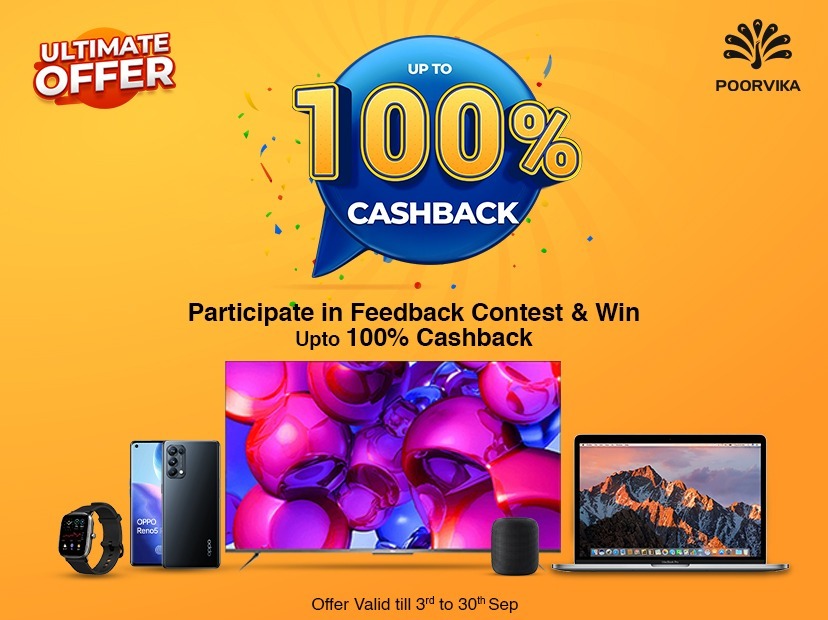 ULTIMATE
OFFER
UP TO
100%
CASHBACK
POORVIKA
Participate in Feedback Contest & Win
Upto 100% Cashback
OPPO
Reno5
oppo
Offer Valid till 3rd to 30th Sep